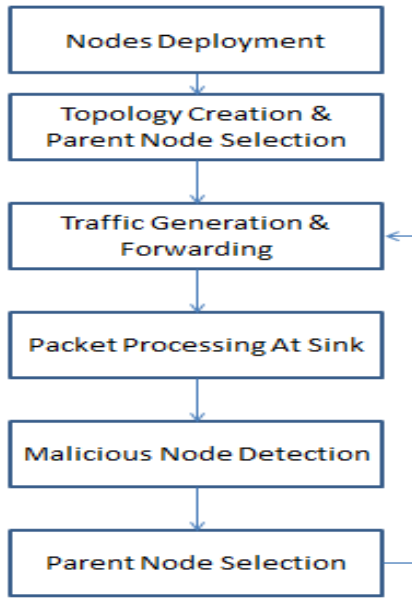 Nodes Deployment
Topology Creation &
Parent Node Selection
Traffic Generation &
Forwarding
Packet Processing At Sink
Malicious Node Detection
Parent Node Selection